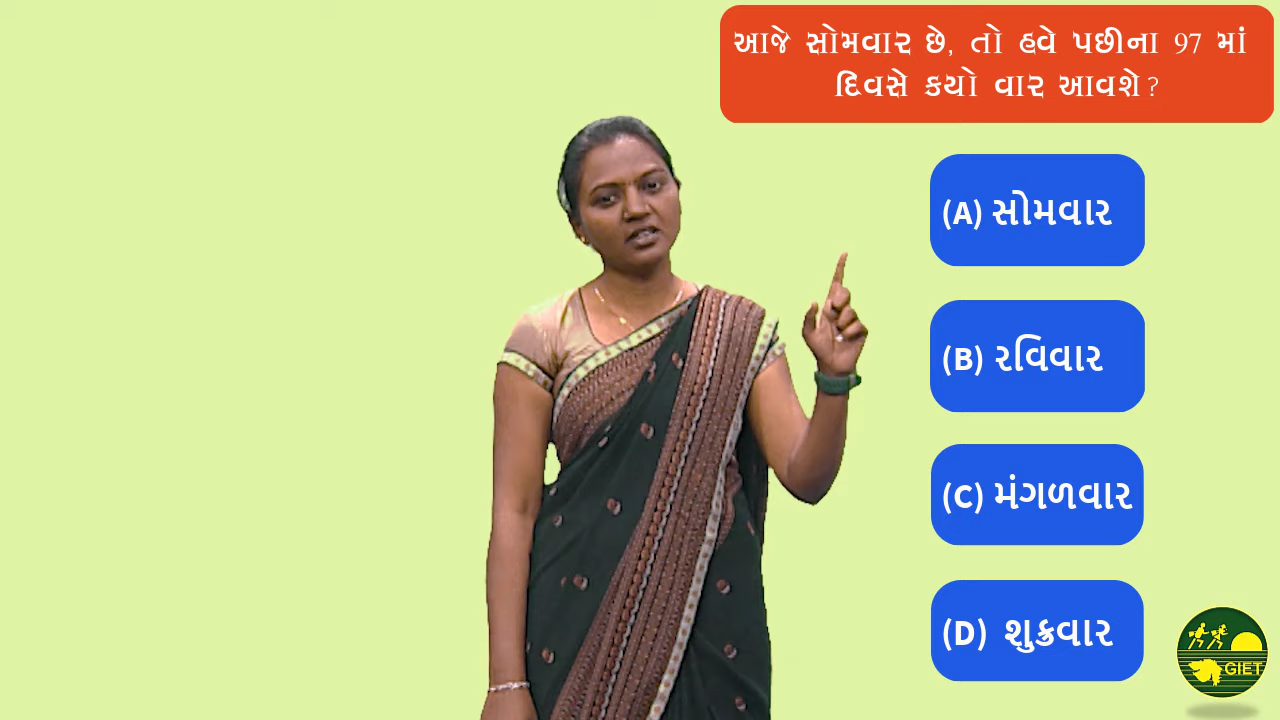 આજે સોમવાર છે, તો હવે પછીના 97 માં
દિવસે કયો વાર આવશે?
(A) સોમવાર
(B) રવિવાર
(C) મંગળવાર
(D) શુક્રવાર
GIET